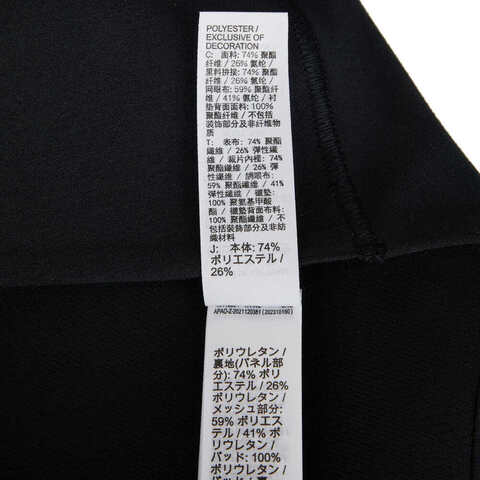 POLYESTER /
EXCLUSIVE OF
DECORATION
C: 面料: 74% 聚酯
纤维 / 26% 氨纶 /
里料拼接: 74% 聚酯
纤维 / 26% 氨纶 /
网眼布: 59% 聚酯纤
维 / 41% 氨纶 / 衬
垫背面面料: 100%
聚酯纤维 / 不包括
装饰部分及非纤维物
质
T: 表布: 74% 聚酯
纖維 / 26% 彈性纖
維 / 裁片內裡: 74%
聚酯纖維 / 26% 彈
性纖維 / 網眼布:
59% 聚酯纖維 / 41%
彈性纖維 / 襯墊:
100% 聚氨基甲酸
酯 / 襯墊背面布料:
100% 聚酯纖維 / 不
包括裝飾部分及非紡
織材料
J: 本体: 74%
ポリエステル /
26%
APAO-Z-2021120381 (202310160)
ポリウレタン /
裏地(パネル部
分): 74% ポリ
エステル / 26%
ポリウレタン /
メッシュ部分:
59% ポリエス
テル / 41% ポ
リウレタン /
パッド: 100%
ポリウレタン /
パッド裏: